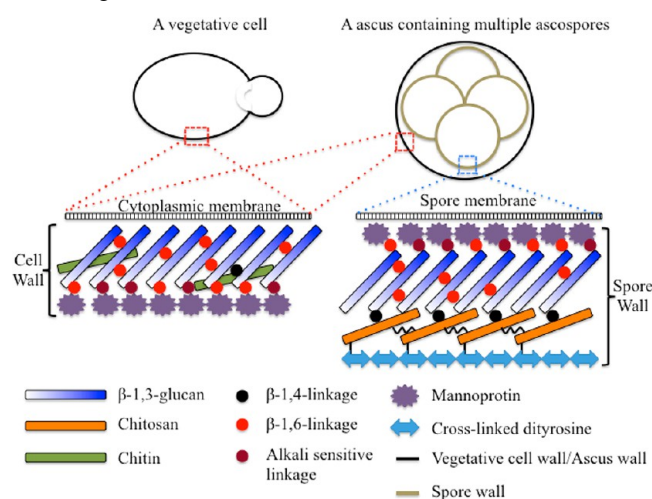 A vegetative cell
A ascus containing multiple ascospores
Cytoplasmic membrane
Spore membrane
Cell
Wall
Spore
Wall
β-1,3-glucan
β-1,4-linkage
Mannoprotin
Chitosan
β-1,6-linkage
Cross-linked dityrosine
Chitin
Alkali sensitive
linkage
Vegetative cell wall/Ascus wall
Spore wall